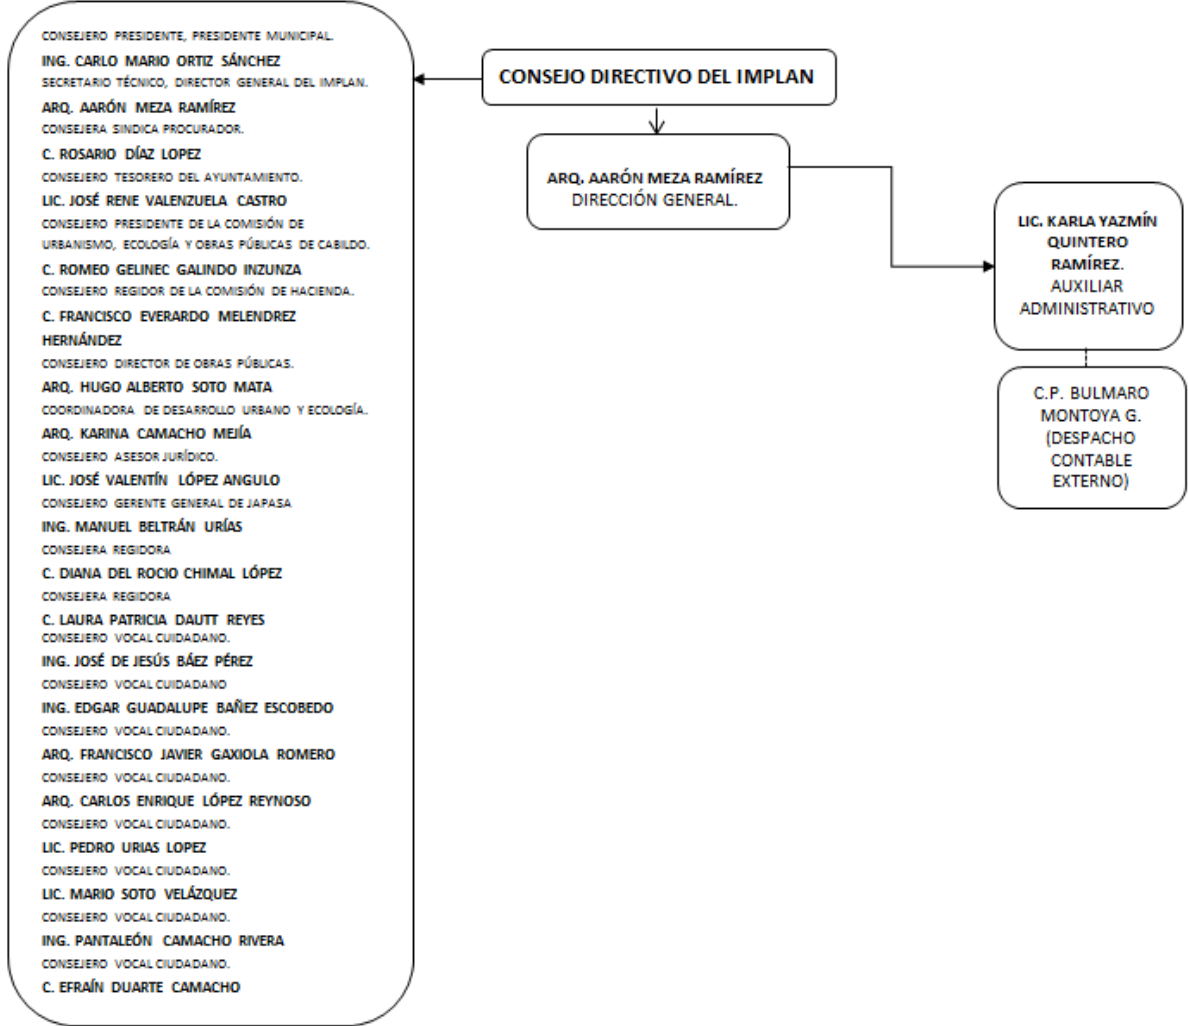 CONSEJERO PRESIDENTE, PRESIDENTE MUNICIPAL.
ING. CARLO MARIO ORTIZ SÁNCHEZ
SECRETARIO TÉCNICO, DIRECTOR GENERAL DEL IMPLAN.
ARQ. AARÓN MEZA RAMÍREZ
CONSEJERA SINDICA PROCURADOR.
C. ROSARIO DÍAZ LOPEZ
CONSEJERO TESORERO DEL AYUNTAMIENTO.
LIC. JOSÉ RENE VALENZUELA CASTRO
CONSEJERO PRESIDENTE DE LA COMISIÓN DE
URBANISMO, ECOLOGÍA Y OBRAS PÚBLICAS DE CABILDO.
C. ROMEO GELINEC GALINDO INZUNZA
CONSEJERO REGIDOR DE LA COMISIÓN DE HACIENDA.
C. FRANCISCO EVERARDO MELENDREZ
HERNÁNDEZ
CONSEJERO DIRECTOR DE OBRAS PÚBLICAS.
ARQ. HUGO ALBERTO SOTO MATA
COORDINADORA DE DESARROLLO URBANO Y ECOLOGÍA.
ARQ. KARINA CAMACHO MEJÍA
CONSEJERO ASESOR JURÍDICO.
LIC. JOSÉ VALENTÍN LÓPEZ ANGULO
CONSEJERO GERENTE GENERAL DE JAPASA
ING. MANUEL BELTRÁN URÍAS
CONSEJERA REGIDORA
C. DIANA DEL ROCIO CHIMAL LÓPEZ
CONSEJERA REGIDORA
C. LAURA PATRICIA DAUTT REYES
CONSEJERO VOCAL CUIDADANO.
ING. JOSÉ DE JESÚS BÁEZ PÉREZ
CONSEJERO VOCAL CUIDADANO
ING. EDGAR GUADALUPE BAÑEZ ESCOBEDO
CONSEJERO VOCAL CIUDADANO.
ARQ. FRANCISCO JAVIER GAXIOLA ROMERO
CONSEJERO VOCAL CIUDADANO.
ARQ. CARLOS ENRIQUE LÓPEZ REYNOSO
CONSEJERO VOCAL CIUDADANO.
LIC. PEDRO URIAS LOPEZ
CONSEJERO VOCAL CIUDADANO.
LIC. MARIO SOTO VELÁZQUEZ
CONSEJERO VOCAL CIUDADANO.
ING. PANTALEÓN CAMACHO RIVERA
CONSEJERO VOCAL CIUDADANO.
C. EFRAÍN DUARTE CAMACHO
CONSEJO DIRECTIVO DEL IMPLAN
ARQ. AARÓN MEZA RAMÍREZ
DIRECCIÓN GENERAL.
LIC. KARLA YAZMÍN
QUINTERO
RAMÍREZ.
AUXILIAR
ADMINISTRATIVO
C.P. BULMARO
MONTOYA G.
(DESPACHO
CONTABLE
EXTERNO)